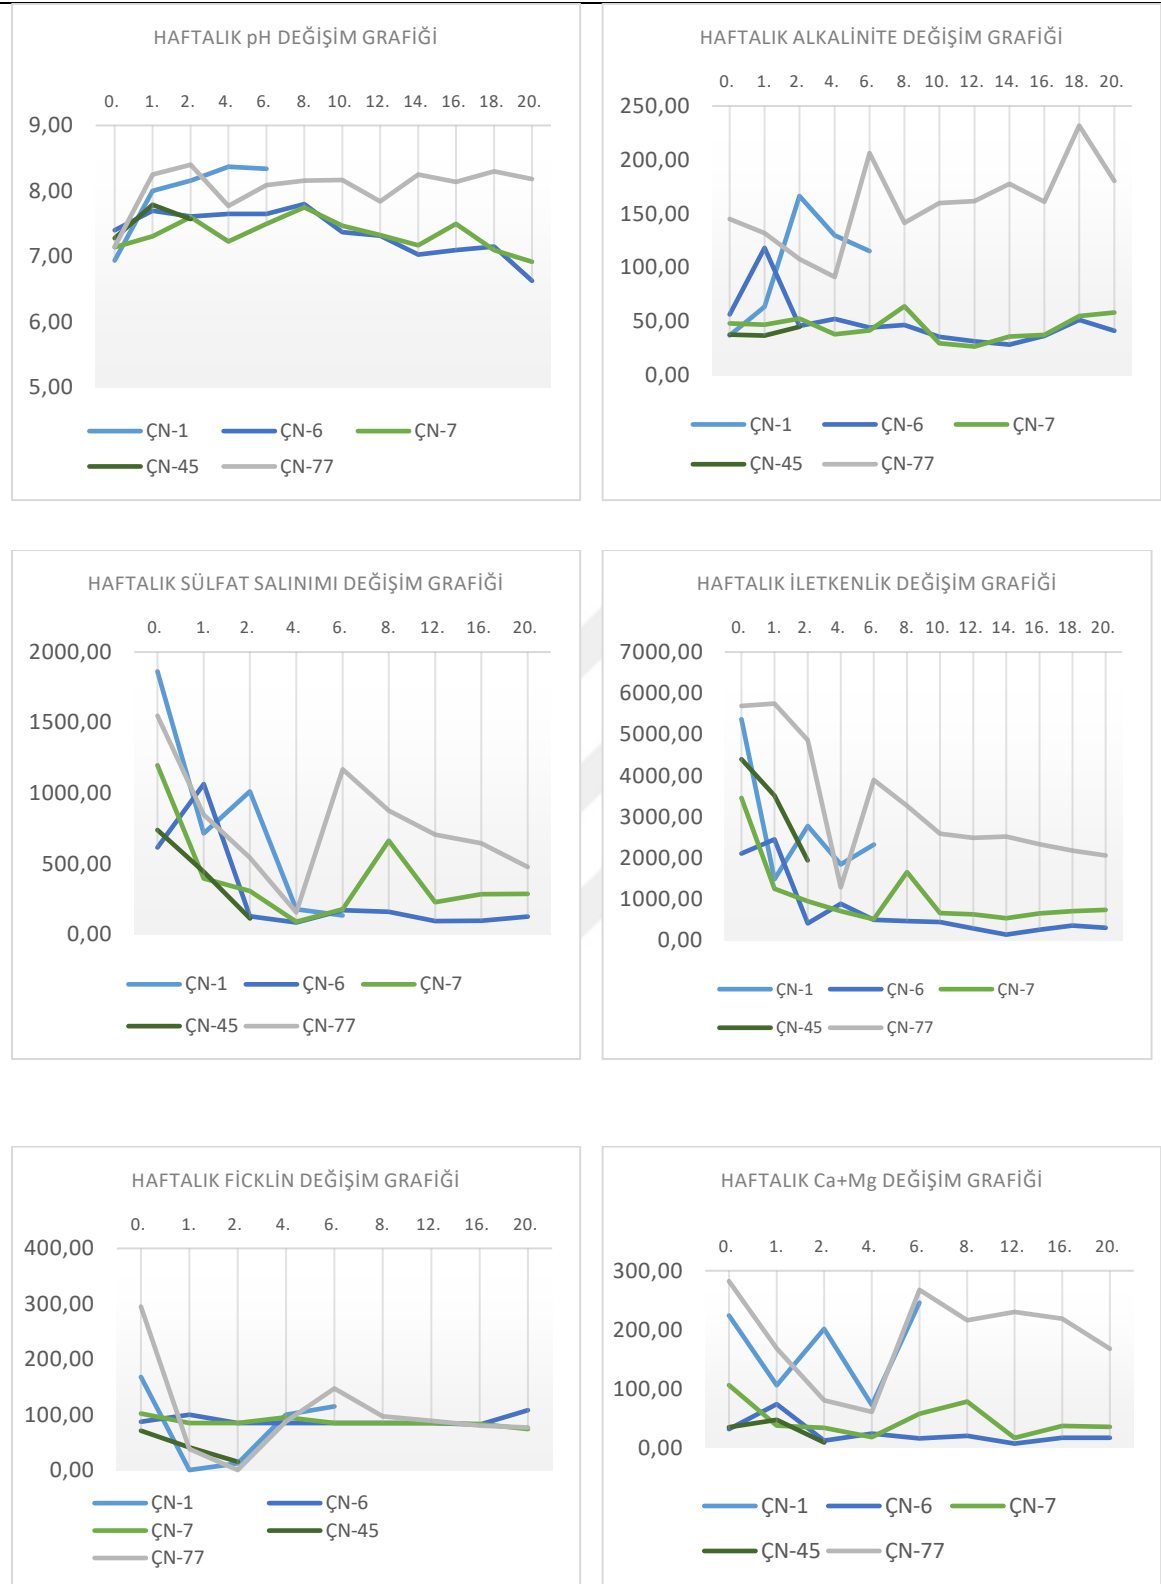 HAFTALIK pH DEĞİŞİM GRAFİĞİ
0. 1. 2. 4. 6. 8. 10. 12. 14. 16. 18. 20.
9,00
8,00
7,00
6,00
5,00
ÇN-1 ÇN-6 ÇN-7
ÇN-45 ÇN-77
HAFTALIK ALKALİNİTE DEĞİŞİM GRAFİĞİ
0. 1. 2. 4. 6. 8. 10. 12. 14. 16. 18. 20.
250,00
200,00
150,00
100,00
50,00
0,00
ÇN-1 ÇN-6 ÇN-7
ÇN-45 ÇN-77
HAFTALIK SÜLFAT SALINIMI DEĞİŞİM GRAFİĞİ
0. 1. 2. 4. 6. 8. 12. 16. 20.
2000,00
1500,00
1000,00
500,00
0,00
ÇN-1 ÇN-6 ÇN-7
ÇN-45 ÇN-77
HAFTALIK İLETKENLİK DEĞİŞİM GRAFİĞİ
0. 1. 2. 4. 6. 8. 10. 12. 14. 16. 18. 20.
7000,00
6000,00
5000,00
4000,00
3000,00
2000,00
1000,00
0,00
ÇN-1 ÇN-6 ÇN-7
ÇN-45 ÇN-77
HAFTALIK FİCKLİN DEĞİŞİM GRAFİĞİ
0. 1. 2. 4. 6. 8. 12. 16. 20.
400,00
300,00
200,00
100,00
0,00
ÇN-1 ÇN-6
ÇN-7 ÇN-45
ÇN-77
HAFTALIK Ca+Mg DEĞİŞİM GRAFİĞİ
0. 1. 2. 4. 6. 8. 12. 16. 20.
300,00
200,00
100,00
0,00
ÇN-1 ÇN-6 ÇN-7
ÇN-45 ÇN-77